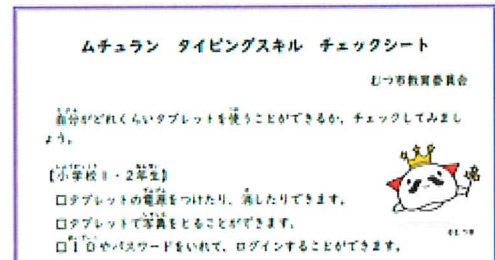 ムチュラン タイピングスキル チェックシート
むつ市教育委員会
自分がどれくらいタブレットを使うことができるか、チェックしてみまし
ょう。
【小学校1・2年生】
□タブレットの電源をつけたり、消したりできます。
□タブレットで写真をとることができます。
□IDやパスワードをいれて、ログインすることができます。